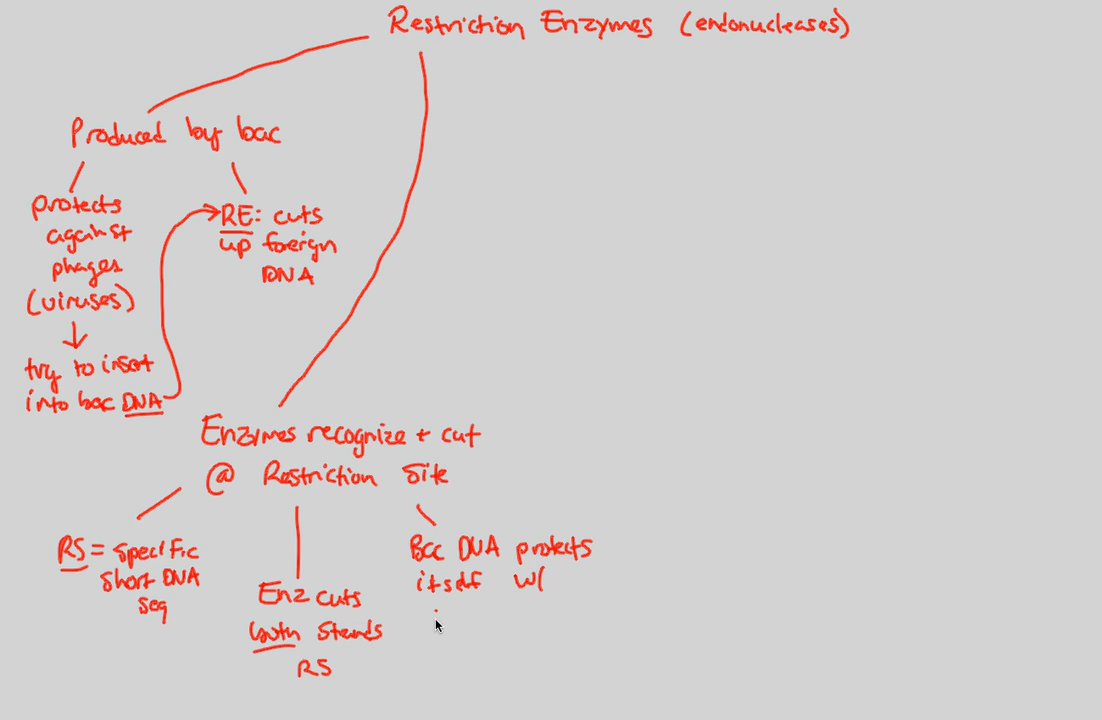 Restriction Enzymes (endonucleases)
Produced by bac
protects
against
phages
(viruses)
try to insert
into bac DNA
RE: cuts
up foreign
DNA
Enzymes recognize + cut
@ Restriction Site
RS = specific
short DNA
seq
Enz cuts
both stands
RS
Bac DNA protects
itself w/